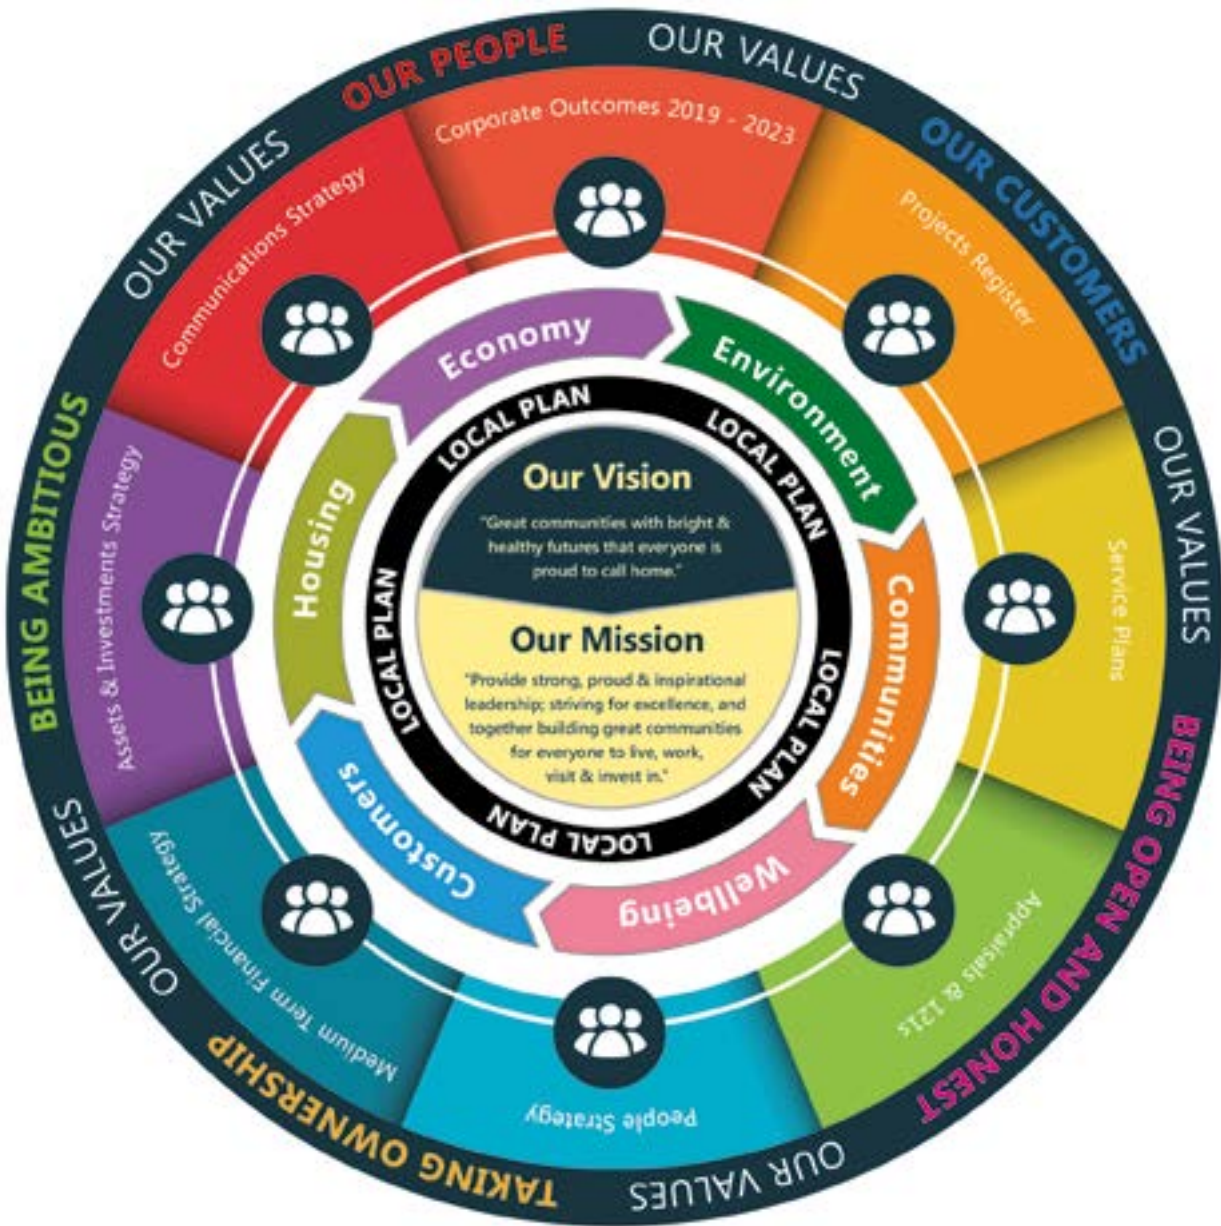 OUR PEOPLE
OUR VALUES
OUR CUSTOMERS
OUR VALUES
BEING OPEN AND HONEST
OUR VALUES
TAKING OWNERSHIP
OUR VALUES
BEING AMBITIOUS
OUR VALUES
Corporate Outcomes 2019 - 2023
Projects Register
Service Plans
Appraisals & 121s
People Strategy
Medium Term Financial Strategy
Assets & Investments Strategy
Communications Strategy
Economy
Environment
Communities
Wellbeing
Customers
Housing
LOCAL PLAN
LOCAL PLAN
LOCAL PLAN
LOCAL PLAN
LOCAL PLAN
Our Vision
"Great communities with bright &
healthy futures that everyone is
proud to call home."
Our Mission
"Provide strong, proud & inspirational
leadership; striving for excellence, and
together building great communities
for everyone to live, work,
visit & invest in."